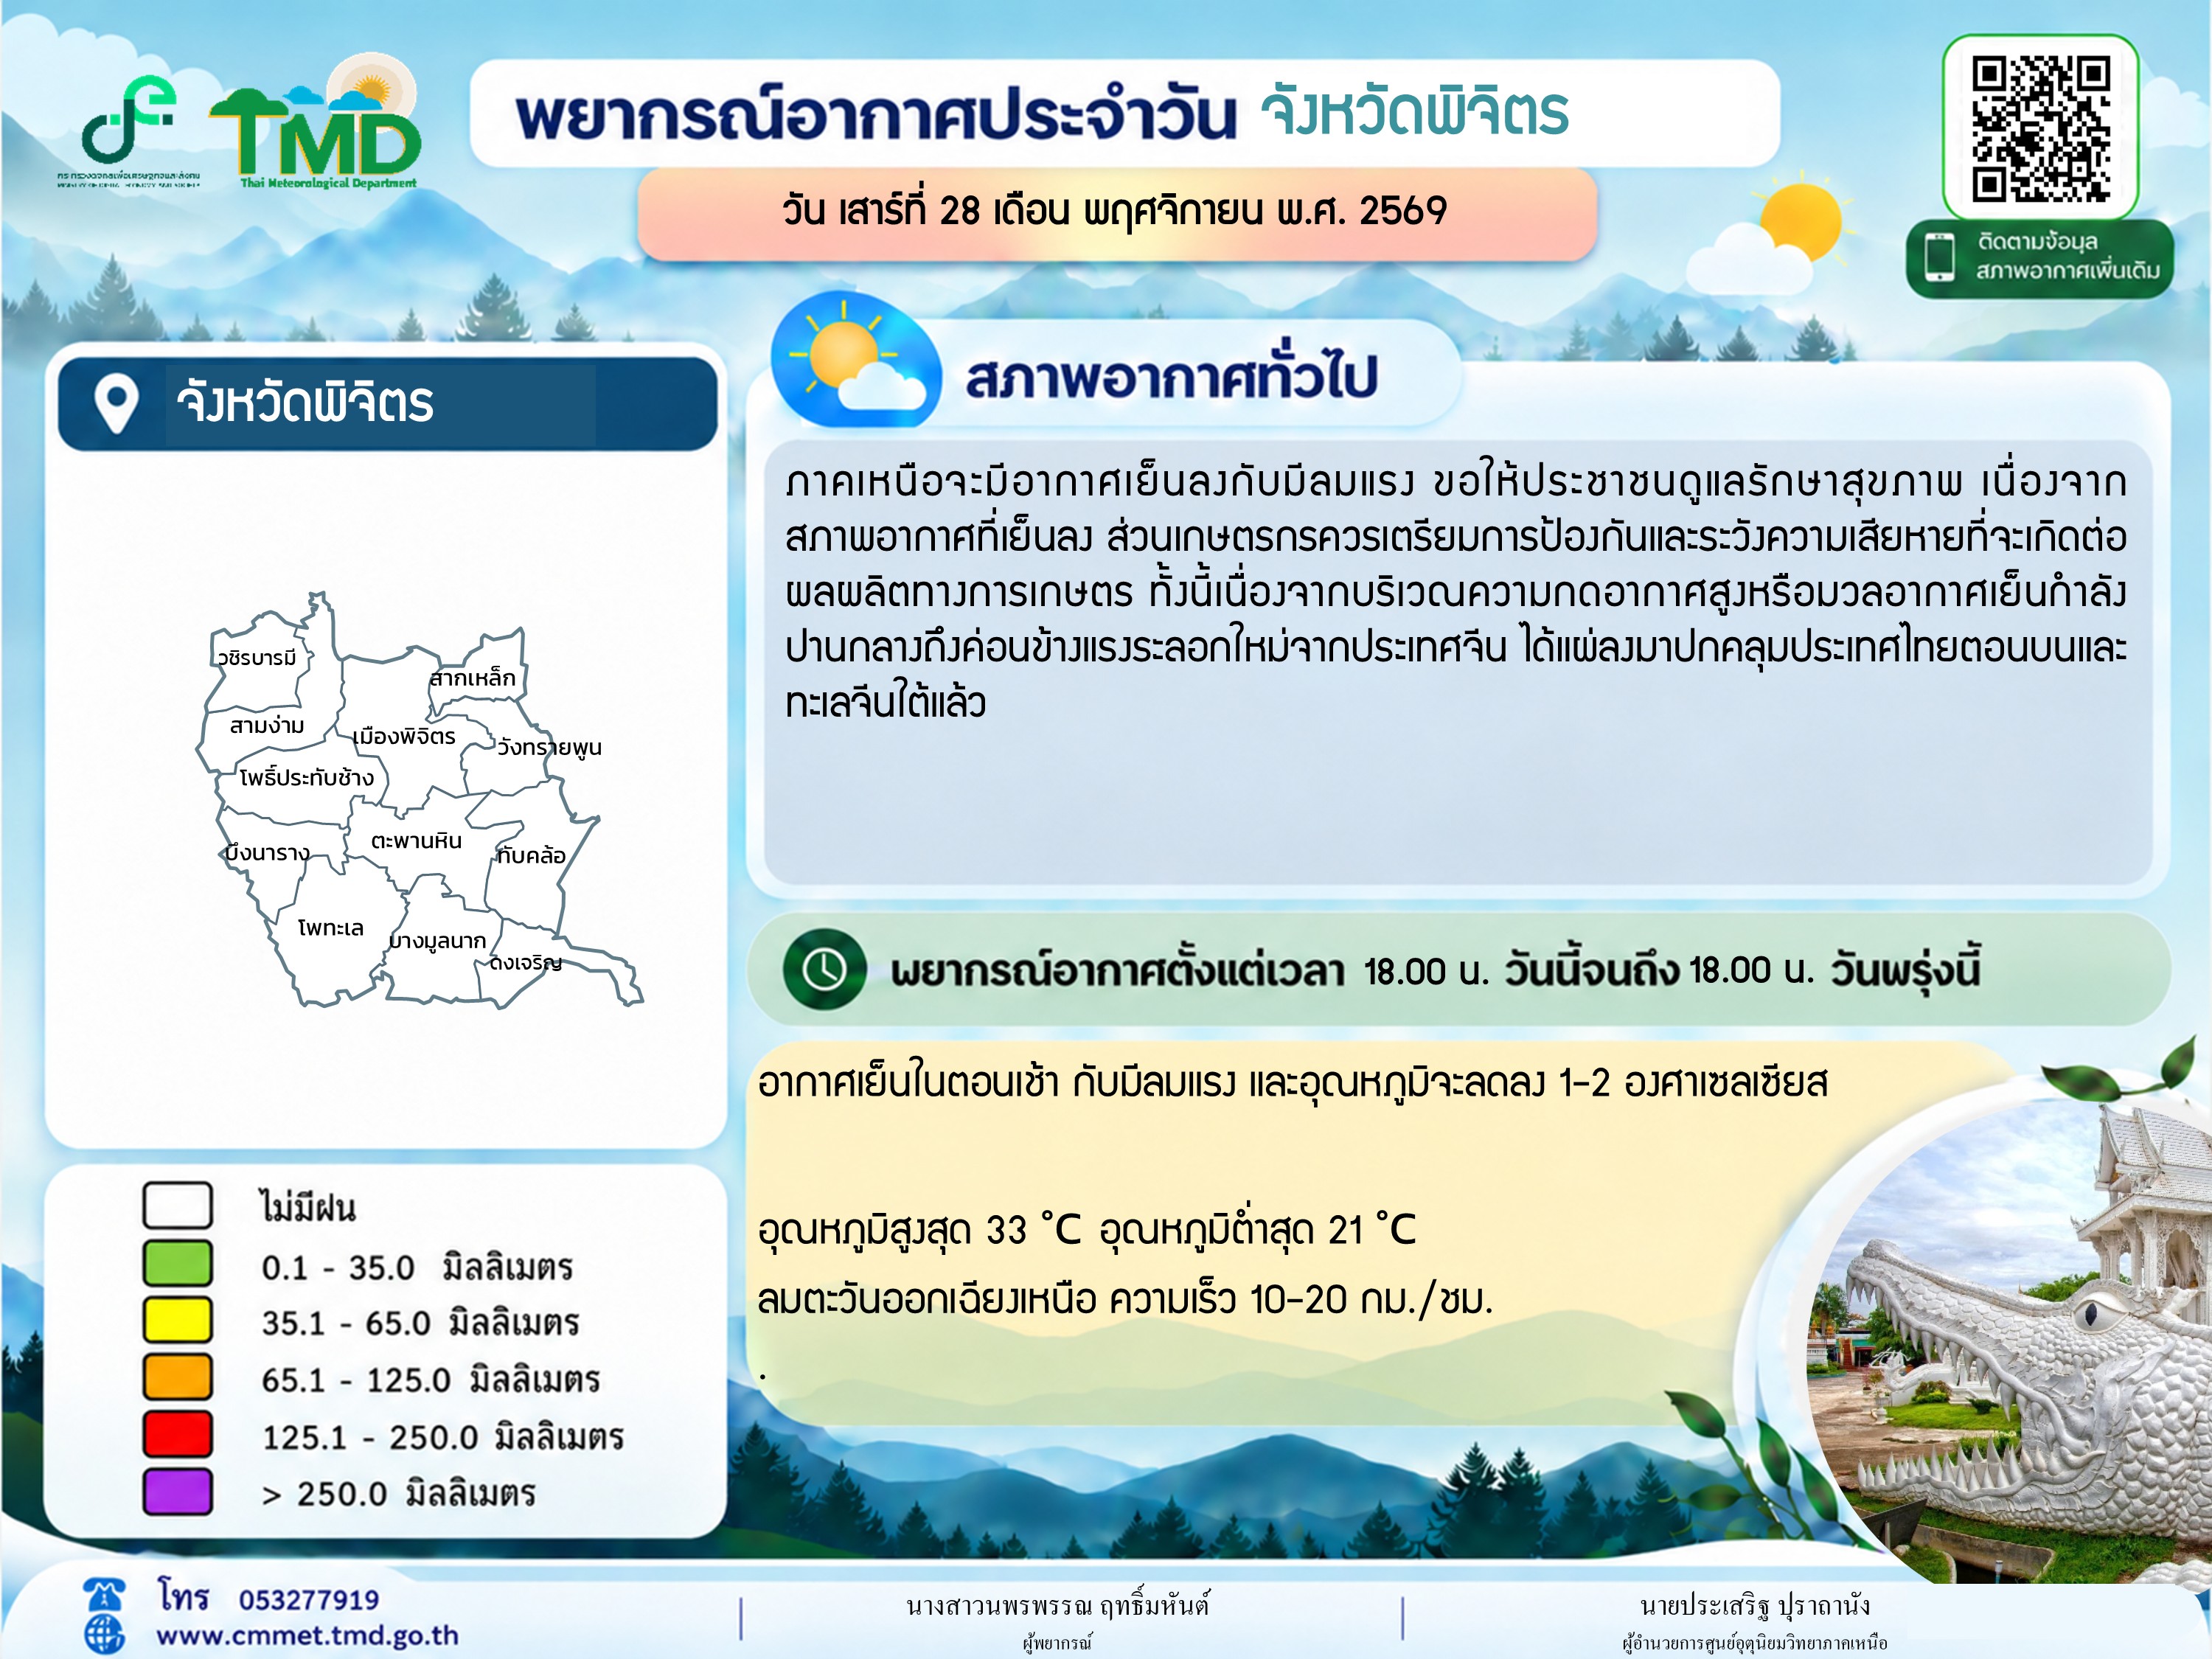 พยากรณ์อากาศประจำวัน จังหวัดพิจิตร
TMD
Thai Meteorological Department
วัน เสาร์ที่ 28 เดือน พฤศจิกายน พ.ศ. 2569
ติดตามข้อมูล
สภาพอากาศเพิ่มเติม
จังหวัดพิจิตร
วชิรบารมี
สากเหล็ก
สามง่าม
เมืองพิจิตร
วังทรายพูน
โพธิ์ประทับช้าง
ตะพานหิน
บึงนาราง
ทับคล้อ
โพทะเล
บางมูลนาก
ดงเจริญ
ไม่มีฝน
0.1 - 35.0 มิลลิเมตร
35.1 - 65.0 มิลลิเมตร
65.1 - 125.0 มิลลิเมตร
125.1 - 250.0 มิลลิเมตร
> 250.0 มิลลิเมตร
สภาพอากาศทั่วไป
ภาคเหนือจะมีอากาศเย็นลงกับมีลมแรง ขอให้ประชาชนดูแลรักษาสุขภาพ เนื่องจาก
สภาพอากาศที่เย็นลง ส่วนเกษตรกรควรเตรียมการป้องกันและระวังความเสียหายที่จะเกิดต่อ
ผลผลิตทางการเกษตร ทั้งนี้เนื่องจากบริเวณความกดอากาศสูงหรือมวลอากาศเย็นกำลัง
ปานกลางถึงค่อนข้างแรงระลอกใหม่จากประเทศจีน ได้แผ่ลงมาปกคลุมประเทศไทยตอนบนและ
ทะเลจีนใต้แล้ว
พยากรณ์อากาศตั้งแต่เวลา 18.00 น. วันนี้จนถึง 18.00 น. วันพรุ่งนี้
อากาศเย็นในตอนเช้า กับมีลมแรง และอุณหภูมิจะลดลง 1-2 องศาเซลเซียส
อุณหภูมิสูงสุด 33 °C อุณหภูมิต่ำสุด 21 °C
ลมตะวันออกเฉียงเหนือ ความเร็ว 10-20 กม./ชม.
.
โทร 053277919
www.cmmet.tmd.go.th
นางสาวนพรพรรณ ฤทธิ์มหันต์
ผู้พยากรณ์
นายประเสริฐ ปุราถานัง
ผู้อำนวยการศูนย์อุตุนิยมวิทยาภาคเหนือ